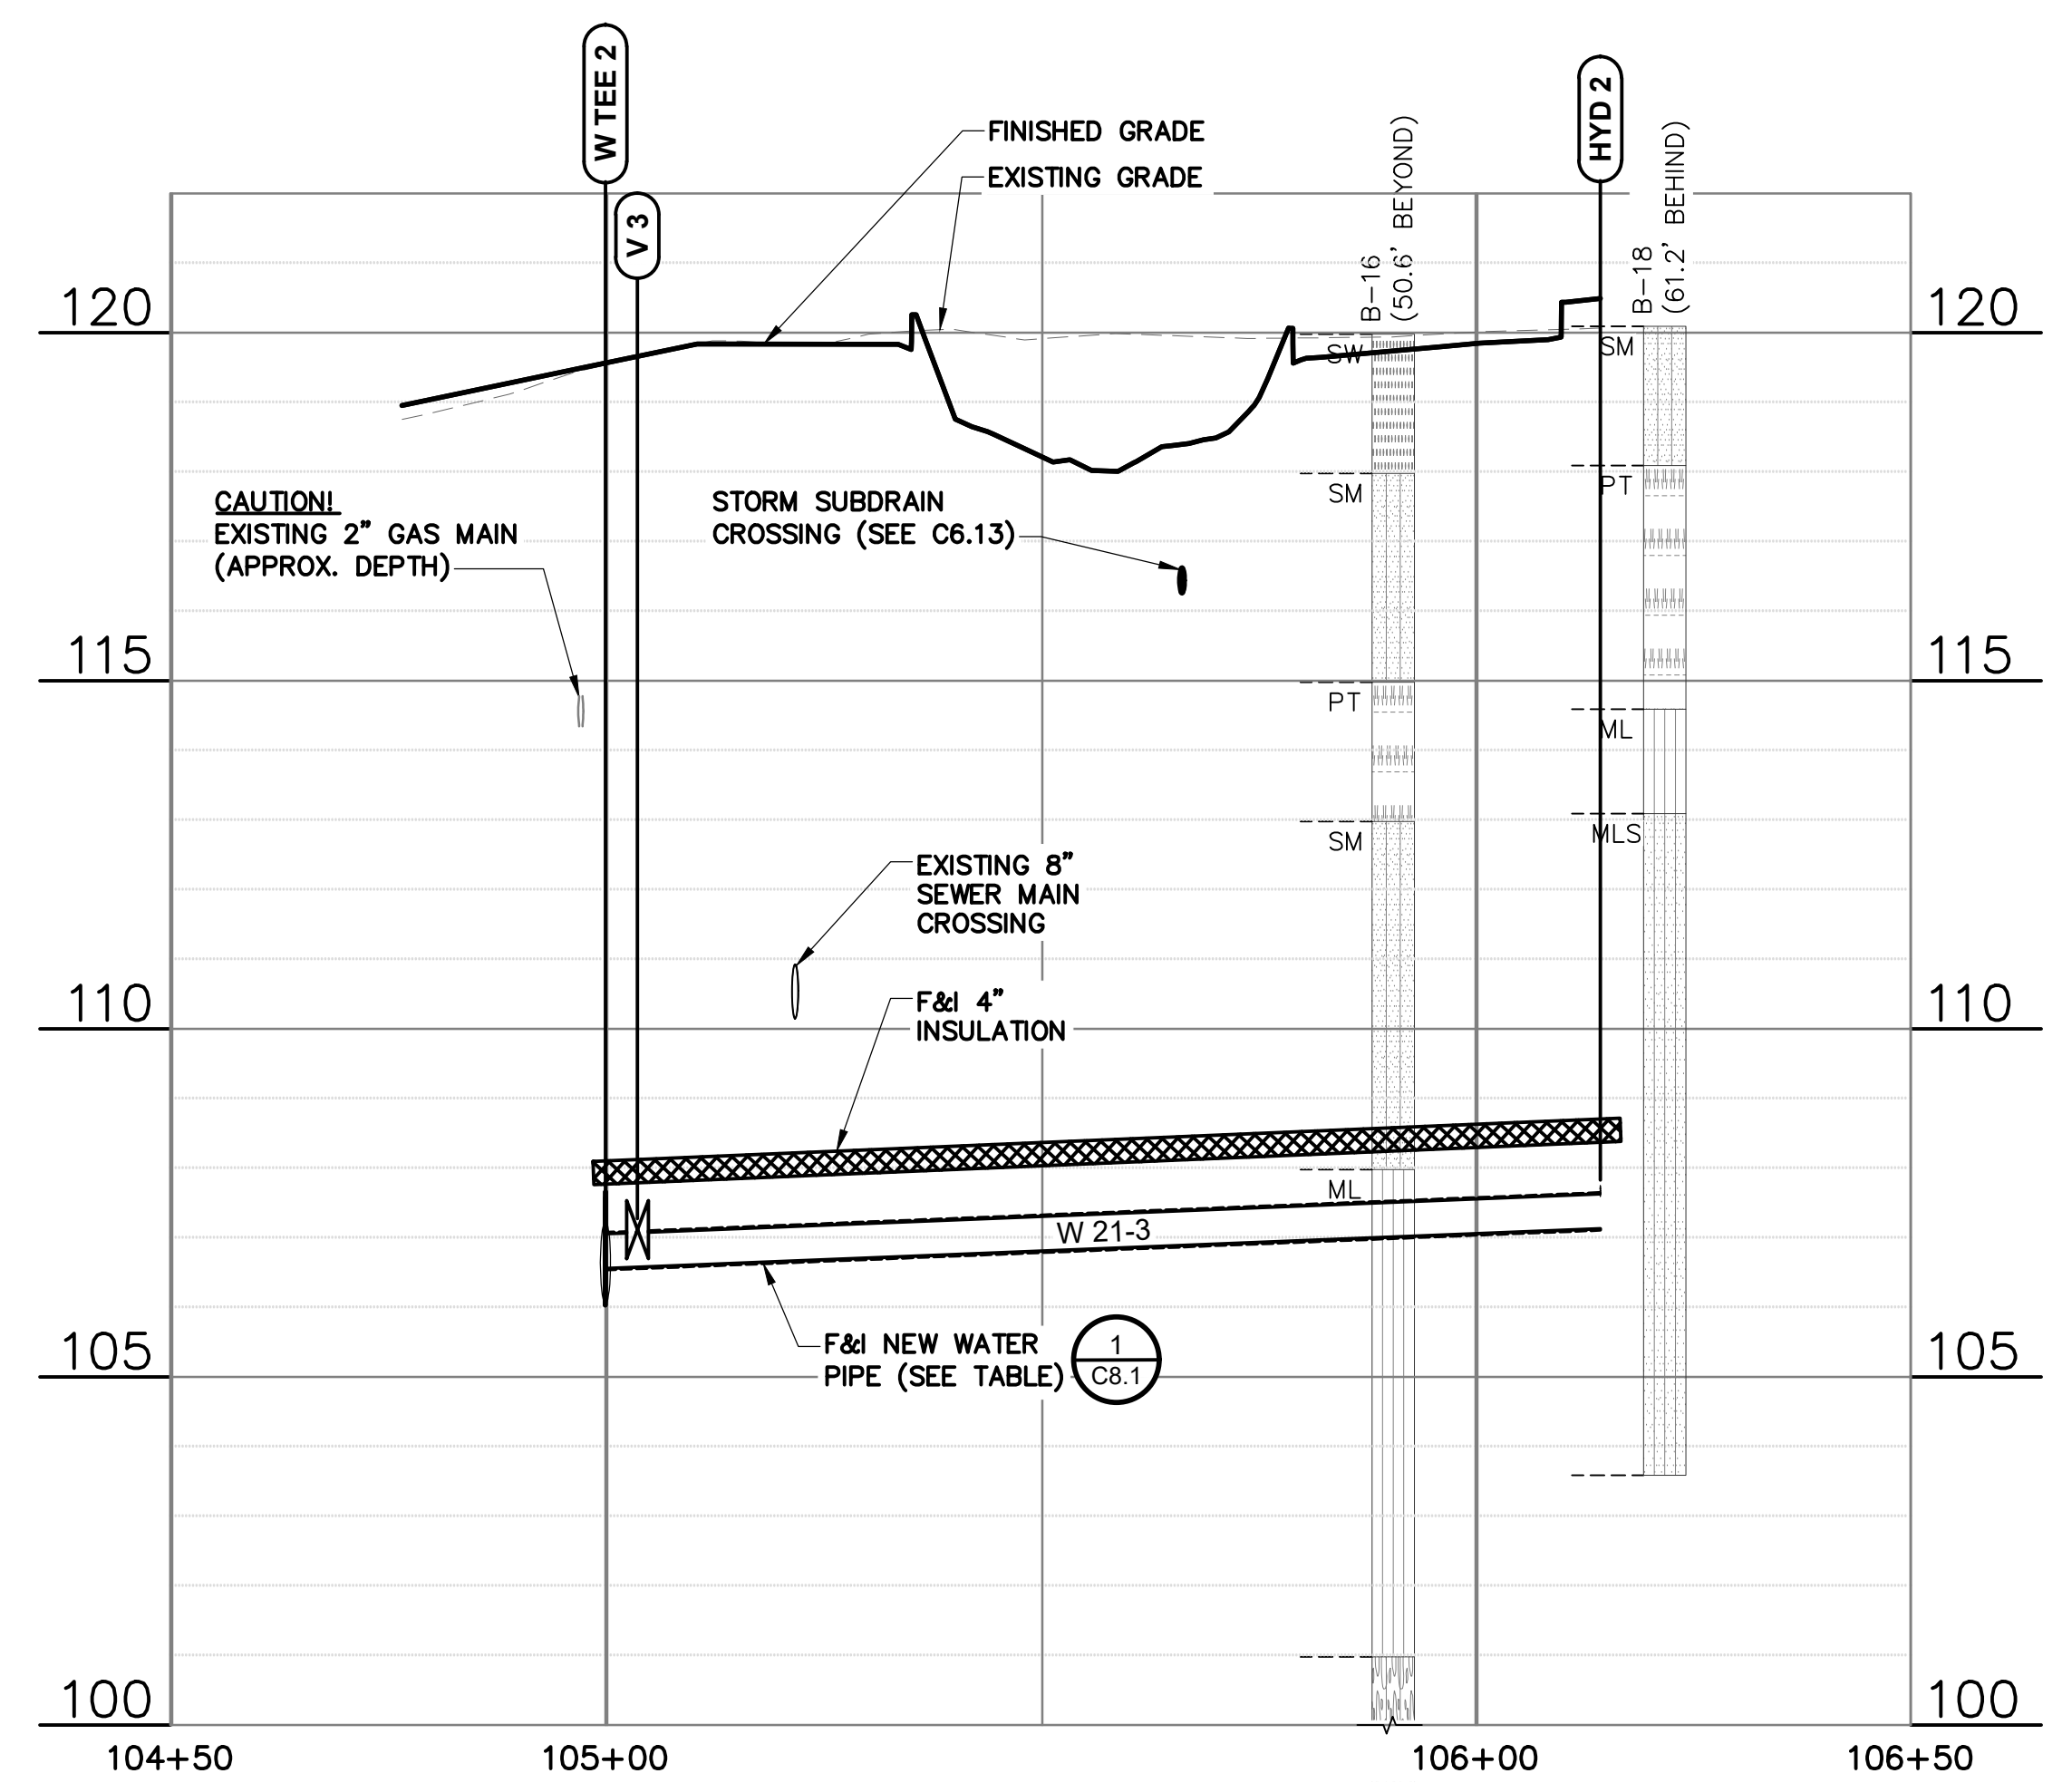 W TEE 2
V 3
HYD 2
FINISHED GRADE
EXISTING GRADE
B-16
(50.6' BEYOND)
B-18
(61.2' BEHIND)
120
120
SW
SM
CAUTION!
EXISTING 2" GAS MAIN
(APPROX. DEPTH)
STORM SUBDRAIN
CROSSING (SEE C6.13)
SM
PT
115
115
PT
ML
SM
MLS
EXISTING 8"
SEWER MAIN
CROSSING
110
110
F&I 4"
INSULATION
ML
W 21-3
F&I NEW WATER
PIPE (SEE TABLE)
1
C8.1
105
105
100
100
104+50
105+00
106+00
106+50